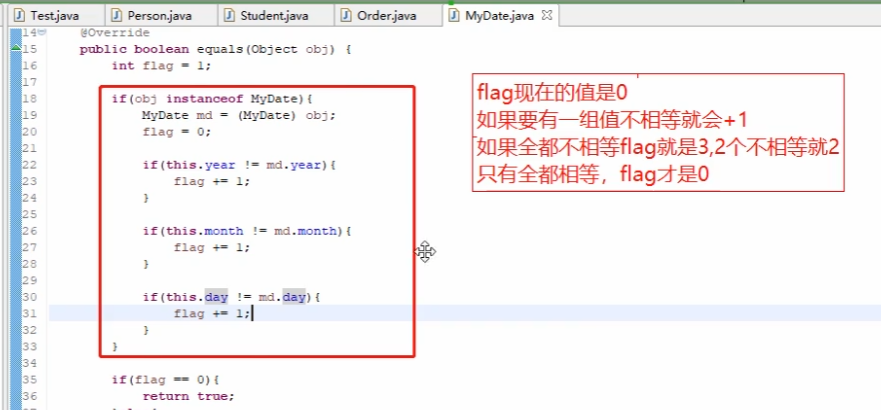 Test.java
Person.java
Student.java
Order.java
MyDate.java
14 @Override
15 public boolean equals(Object obj) {
16 int flag = 1;
17
18 if(obj instanceof MyDate){
19 MyDate md = (MyDate) obj;
20 flag = 0;
21
22 if(this.year != md.year){
23 flag += 1;
24 }
25
26 if(this.month != md.month){
27 flag += 1;
28 }
29
30 if(this.day != md.day){
31 flag += 1;
32 }
33 }
34
35 if(flag == 0){
36 return true;
flag现在的值是0
如果要有一组值不相等就会+1
如果全都不相等flag就是3,2个不相等就2
只有全都相等，flag才是0